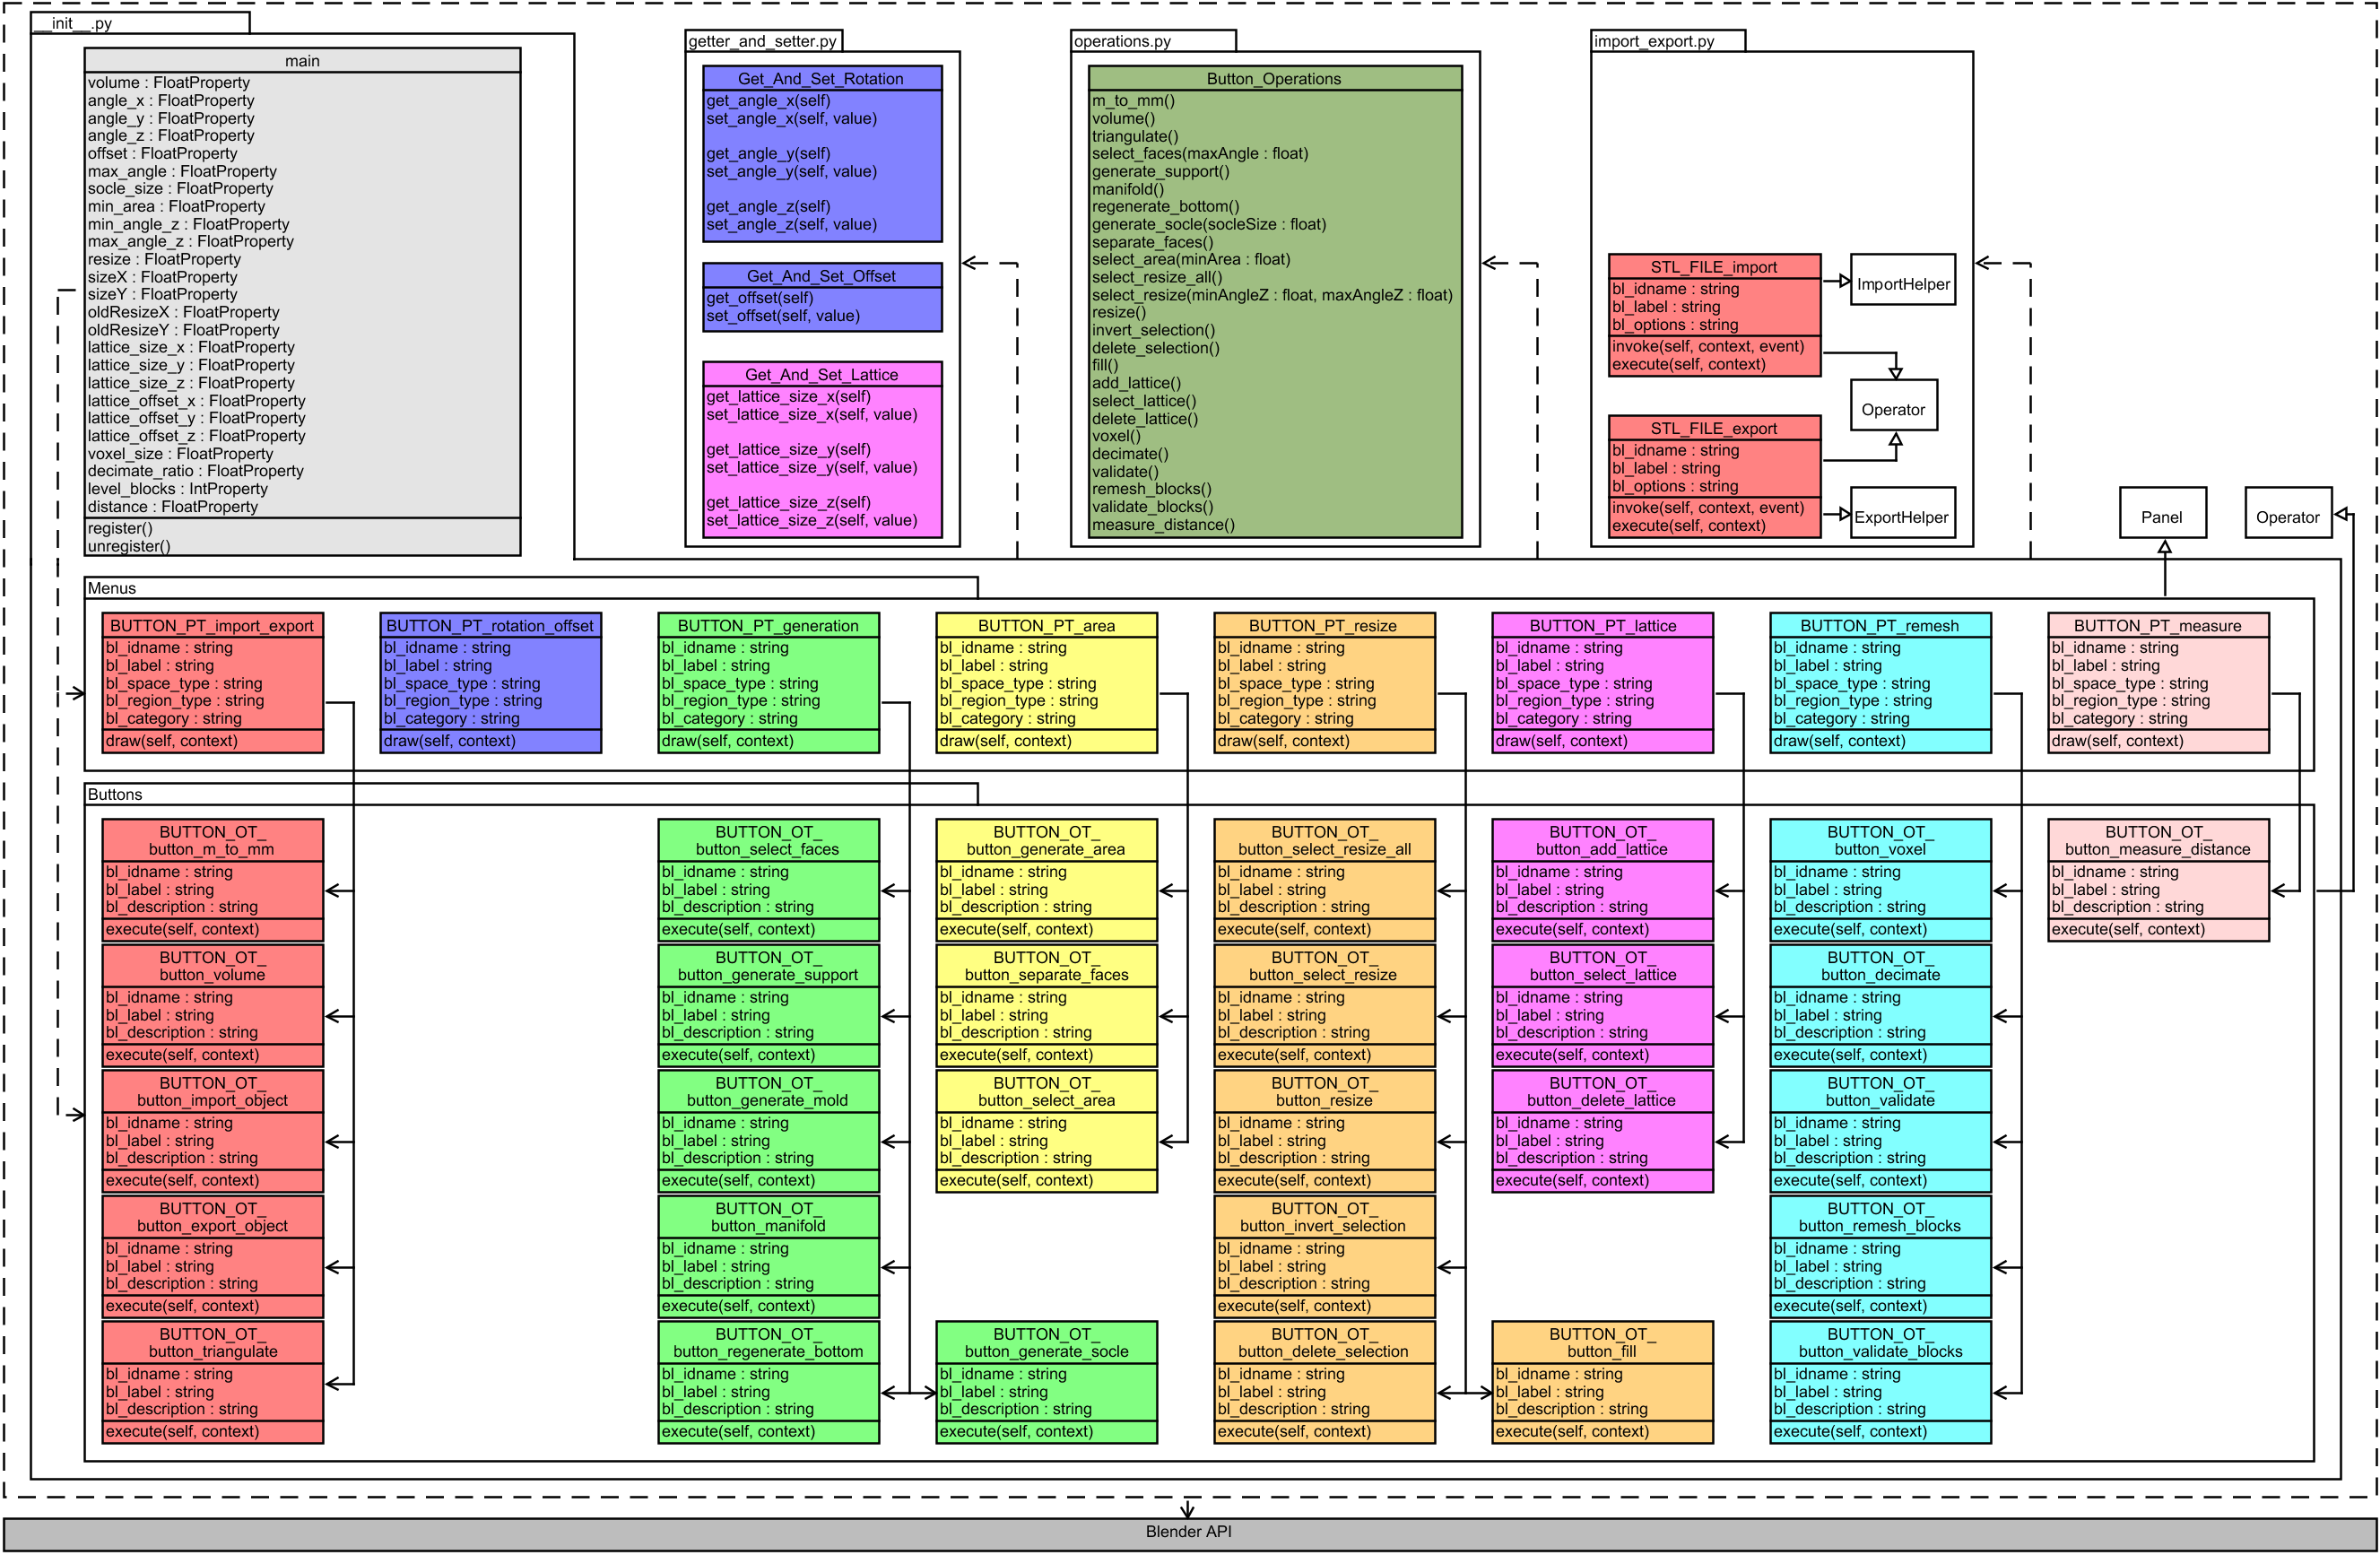 __init__.py
main
volume : FloatProperty
angle_x : FloatProperty
angle_y : FloatProperty
angle_z : FloatProperty
offset : FloatProperty
max_angle : FloatProperty
socle_size : FloatProperty
min_area : FloatProperty
min_angle_z : FloatProperty
max_angle_z : FloatProperty
resize : FloatProperty
sizeX : FloatProperty
sizeY : FloatProperty
oldResizeX : FloatProperty
oldResizeY : FloatProperty
lattice_size_x : FloatProperty
lattice_size_y : FloatProperty
lattice_size_z : FloatProperty
lattice_offset_x : FloatProperty
lattice_offset_y : FloatProperty
lattice_offset_z : FloatProperty
voxel_size : FloatProperty
decimate_ratio : FloatProperty
level_blocks : IntProperty
distance : FloatProperty
register()
unregister()
getter_and_setter.py
Get_And_Set_Rotation
get_angle_x(self)
set_angle_x(self, value)
get_angle_y(self)
set_angle_y(self, value)
get_angle_z(self)
set_angle_z(self, value)
Get_And_Set_Offset
get_offset(self)
set_offset(self, value)
Get_And_Set_Lattice
get_lattice_size_x(self)
set_lattice_size_x(self, value)
get_lattice_size_y(self)
set_lattice_size_y(self, value)
get_lattice_size_z(self)
set_lattice_size_z(self, value)
operations.py
Button_Operations
m_to_mm()
volume()
triangulate()
select_faces(maxAngle : float)
generate_support()
manifold()
regenerate_bottom()
generate_socle(socleSize : float)
separate_faces()
select_area(minArea : float)
select_resize_all()
select_resize(minAngleZ : float, maxAngleZ : float)
resize()
invert_selection()
delete_selection()
fill()
add_lattice()
select_lattice()
delete_lattice()
voxel()
decimate()
validate()
remesh_blocks()
validate_blocks()
measure_distance()
import_export.py
STL_FILE_import
bl_idname : string
bl_label : string
bl_options : string
invoke(self, context, event)
execute(self, context)
ImportHelper
Operator
STL_FILE_export
bl_idname : string
bl_label : string
bl_options : string
invoke(self, context, event)
execute(self, context)
ExportHelper
Panel
Operator
Menus
BUTTON_PT_import_export
bl_idname : string
bl_label : string
bl_space_type : string
bl_region_type : string
bl_category : string
draw(self, context)
BUTTON_PT_rotation_offset
bl_idname : string
bl_label : string
bl_space_type : string
bl_region_type : string
bl_category : string
draw(self, context)
BUTTON_PT_generation
bl_idname : string
bl_label : string
bl_space_type : string
bl_region_type : string
bl_category : string
draw(self, context)
BUTTON_PT_area
bl_idname : string
bl_label : string
bl_space_type : string
bl_region_type : string
bl_category : string
draw(self, context)
BUTTON_PT_resize
bl_idname : string
bl_label : string
bl_space_type : string
bl_region_type : string
bl_category : string
draw(self, context)
BUTTON_PT_lattice
bl_idname : string
bl_label : string
bl_space_type : string
bl_region_type : string
bl_category : string
draw(self, context)
BUTTON_PT_remesh
bl_idname : string
bl_label : string
bl_space_type : string
bl_region_type : string
bl_category : string
draw(self, context)
BUTTON_PT_measure
bl_idname : string
bl_label : string
bl_space_type : string
bl_region_type : string
bl_category : string
draw(self, context)
Buttons
BUTTON_OT_
button_m_to_mm
bl_idname : string
bl_label : string
bl_description : string
execute(self, context)
BUTTON_OT_
button_volume
bl_idname : string
bl_label : string
bl_description : string
execute(self, context)
BUTTON_OT_
button_import_object
bl_idname : string
bl_label : string
bl_description : string
execute(self, context)
BUTTON_OT_
button_export_object
bl_idname : string
bl_label : string
bl_description : string
execute(self, context)
BUTTON_OT_
button_triangulate
bl_idname : string
bl_label : string
bl_description : string
execute(self, context)
BUTTON_OT_
button_select_faces
bl_idname : string
bl_label : string
bl_description : string
execute(self, context)
BUTTON_OT_
button_generate_support
bl_idname : string
bl_label : string
bl_description : string
execute(self, context)
BUTTON_OT_
button_generate_mold
bl_idname : string
bl_label : string
bl_description : string
execute(self, context)
BUTTON_OT_
button_manifold
bl_idname : string
bl_label : string
bl_description : string
execute(self, context)
BUTTON_OT_
button_regenerate_bottom
bl_idname : string
bl_label : string
bl_description : string
execute(self, context)
BUTTON_OT_
button_generate_area
bl_idname : string
bl_label : string
bl_description : string
execute(self, context)
BUTTON_OT_
button_separate_faces
bl_idname : string
bl_label : string
bl_description : string
execute(self, context)
BUTTON_OT_
button_select_area
bl_idname : string
bl_label : string
bl_description : string
execute(self, context)
BUTTON_OT_
button_generate_socle
bl_idname : string
bl_label : string
bl_description : string
execute(self, context)
BUTTON_OT_
button_select_resize_all
bl_idname : string
bl_label : string
bl_description : string
execute(self, context)
BUTTON_OT_
button_select_resize
bl_idname : string
bl_label : string
bl_description : string
execute(self, context)
BUTTON_OT_
button_resize
bl_idname : string
bl_label : string
bl_description : string
execute(self, context)
BUTTON_OT_
button_invert_selection
bl_idname : string
bl_label : string
bl_description : string
execute(self, context)
BUTTON_OT_
button_delete_selection
bl_idname : string
bl_label : string
bl_description : string
execute(self, context)
BUTTON_OT_
button_add_lattice
bl_idname : string
bl_label : string
bl_description : string
execute(self, context)
BUTTON_OT_
button_select_lattice
bl_idname : string
bl_label : string
bl_description : string
execute(self, context)
BUTTON_OT_
button_delete_lattice
bl_idname : string
bl_label : string
bl_description : string
execute(self, context)
BUTTON_OT_
button_fill
bl_idname : string
bl_label : string
bl_description : string
execute(self, context)
BUTTON_OT_
button_voxel
bl_idname : string
bl_label : string
bl_description : string
execute(self, context)
BUTTON_OT_
button_decimate
bl_idname : string
bl_label : string
bl_description : string
execute(self, context)
BUTTON_OT_
button_validate
bl_idname : string
bl_label : string
bl_description : string
execute(self, context)
BUTTON_OT_
button_remesh_blocks
bl_idname : string
bl_label : string
bl_description : string
execute(self, context)
BUTTON_OT_
button_validate_blocks
bl_idname : string
bl_label : string
bl_description : string
execute(self, context)
BUTTON_OT_
button_measure_distance
bl_idname : string
bl_label : string
bl_description : string
execute(self, context)
Blender API